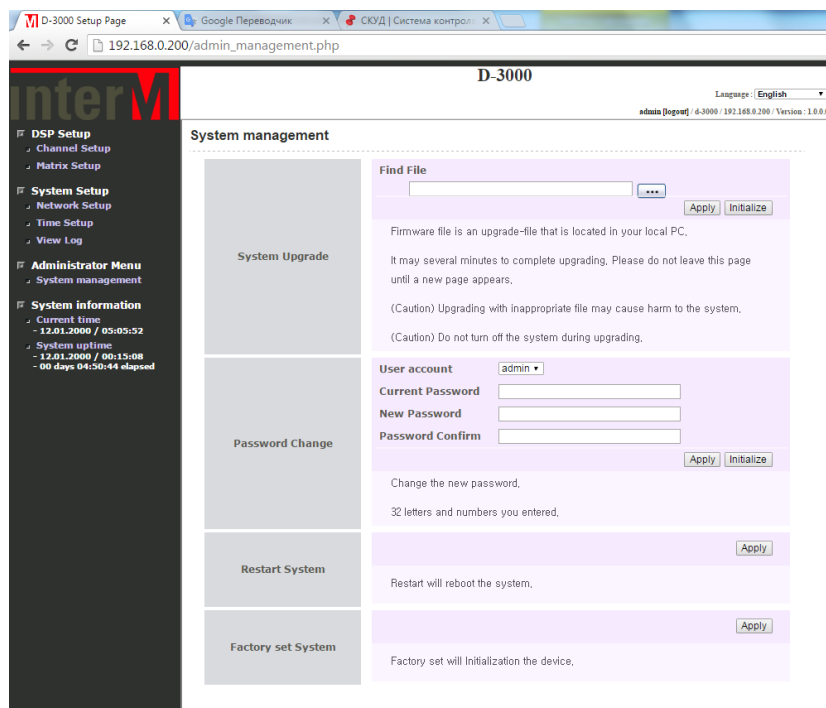 D-3000 Setup Page
Google Переводчик
СКУД | Система контрол
192.168.0.200/admin_management.php
interM
D-3000
Language : English
admin [logout] / d-3000 / 192.168.0.200 / Version : 1.0.0.
DSP Setup
Channel Setup
Matrix Setup
System Setup
Network Setup
Time Setup
View Log
Administrator Menu
System management
System information
Current time
- 12.01.2000 / 05:05:52
System uptime
- 12.01.2000 / 00:15:08
- 00 days 04:50:44 elapsed
System management
System Upgrade
Find File
...
Apply Initialize
Firmware file is an upgrade-file that is located in your local PC.
It may several minutes to complete upgrading. Please do not leave this page
until a new page appears.
(Caution) Upgrading with inappropriate file may cause harm to the system.
(Caution) Do not turn off the system during upgrading.
Password Change
User account admin
Current Password
New Password
Password Confirm
Apply Initialize
Change the new password.
32 letters and numbers you entered.
Restart System
Apply
Restart will reboot the system.
Factory set System
Apply
Factory set will Initialization the device.